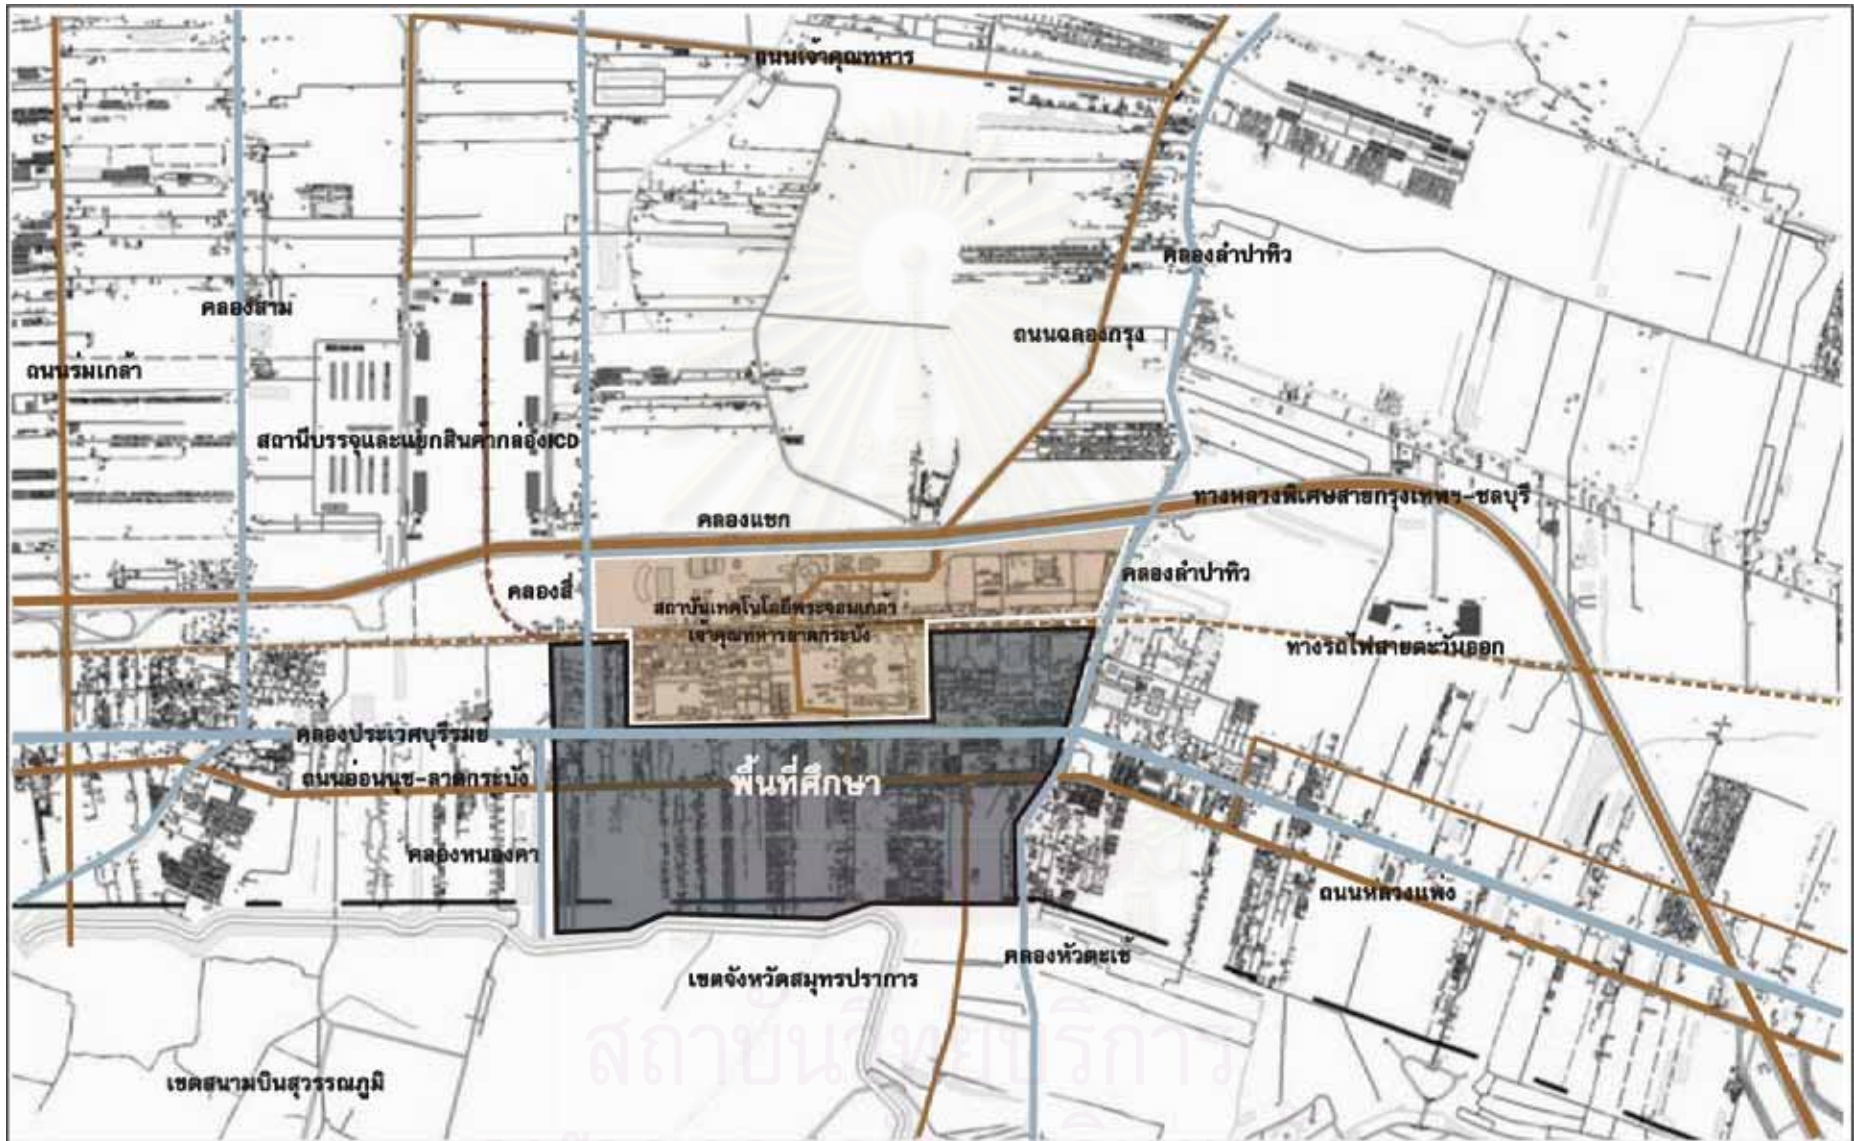 ถนนเจ้าคุณทหาร
คลองลำปาทิว
คลองสาม
ถนนฉลองกรุง
ถนนร่มเกล้า
สถานีบรรจุและแยกสินค้ากล่องICD
ทางหลวงพิเศษสายกรุงเทพฯ-ชลบุรี
คลองแขก
คลองลำปาทิว
คลองสี่
สถาบันเทคโนโลยีพระจอมเกล้า
เจ้าคุณทหารลาดกระบัง
ทางรถไฟสายตะวันออก
คลองประเวศบุรีรมย์
ถนนอ่อนนุช-ลาดกระบัง
พื้นที่ศึกษา
คลองหนองคา
ถนนหลวงแพ่ง
คลองหัวตะเข้
เขตจังหวัดสมุทรปราการ
สถาบันวิทยบริการ
เขตสนามบินสุวรรณภูมิ